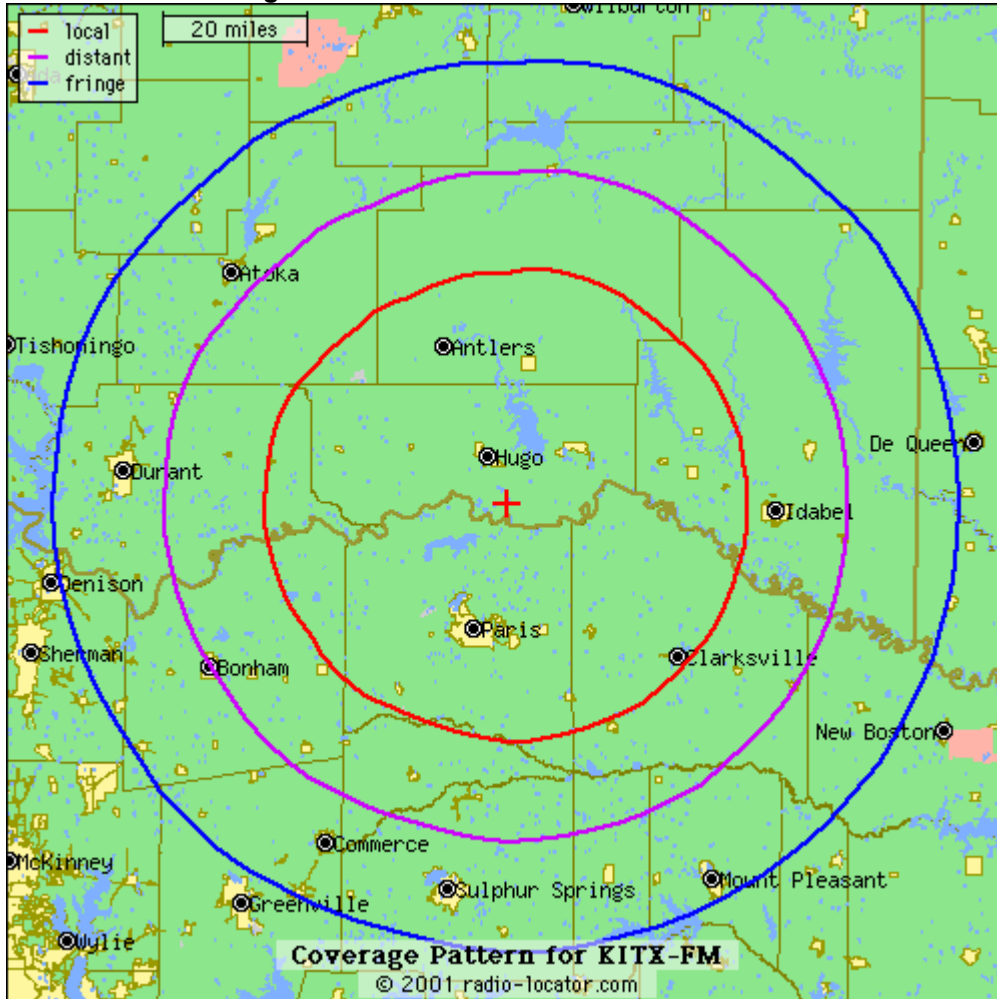 Wilburton
local
20 miles
distant
fringe
Atoka
Tishomingo
Antlers
De Queen
Hugo
Durant
Idabel
Denison
Paris
Sherman
Clarksville
Bonham
New Boston
Commerce
McKinney
Mount Pleasant
Sulphur Springs
Greenville
Wylie
Coverage Pattern for KITX-FM
© 2001 radio-locator.com